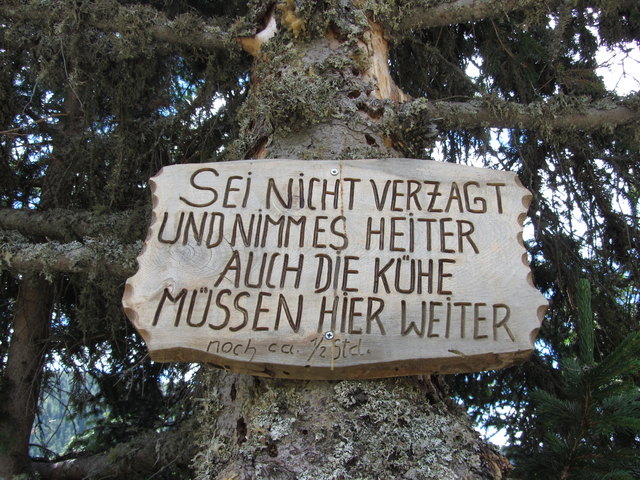 SEI NICHT VERZAGT
UND NIMM ES HEITER
AUCH DIE KÜHE
MÜSSEN HIER WEITER
noch ca. 1/2 Std.